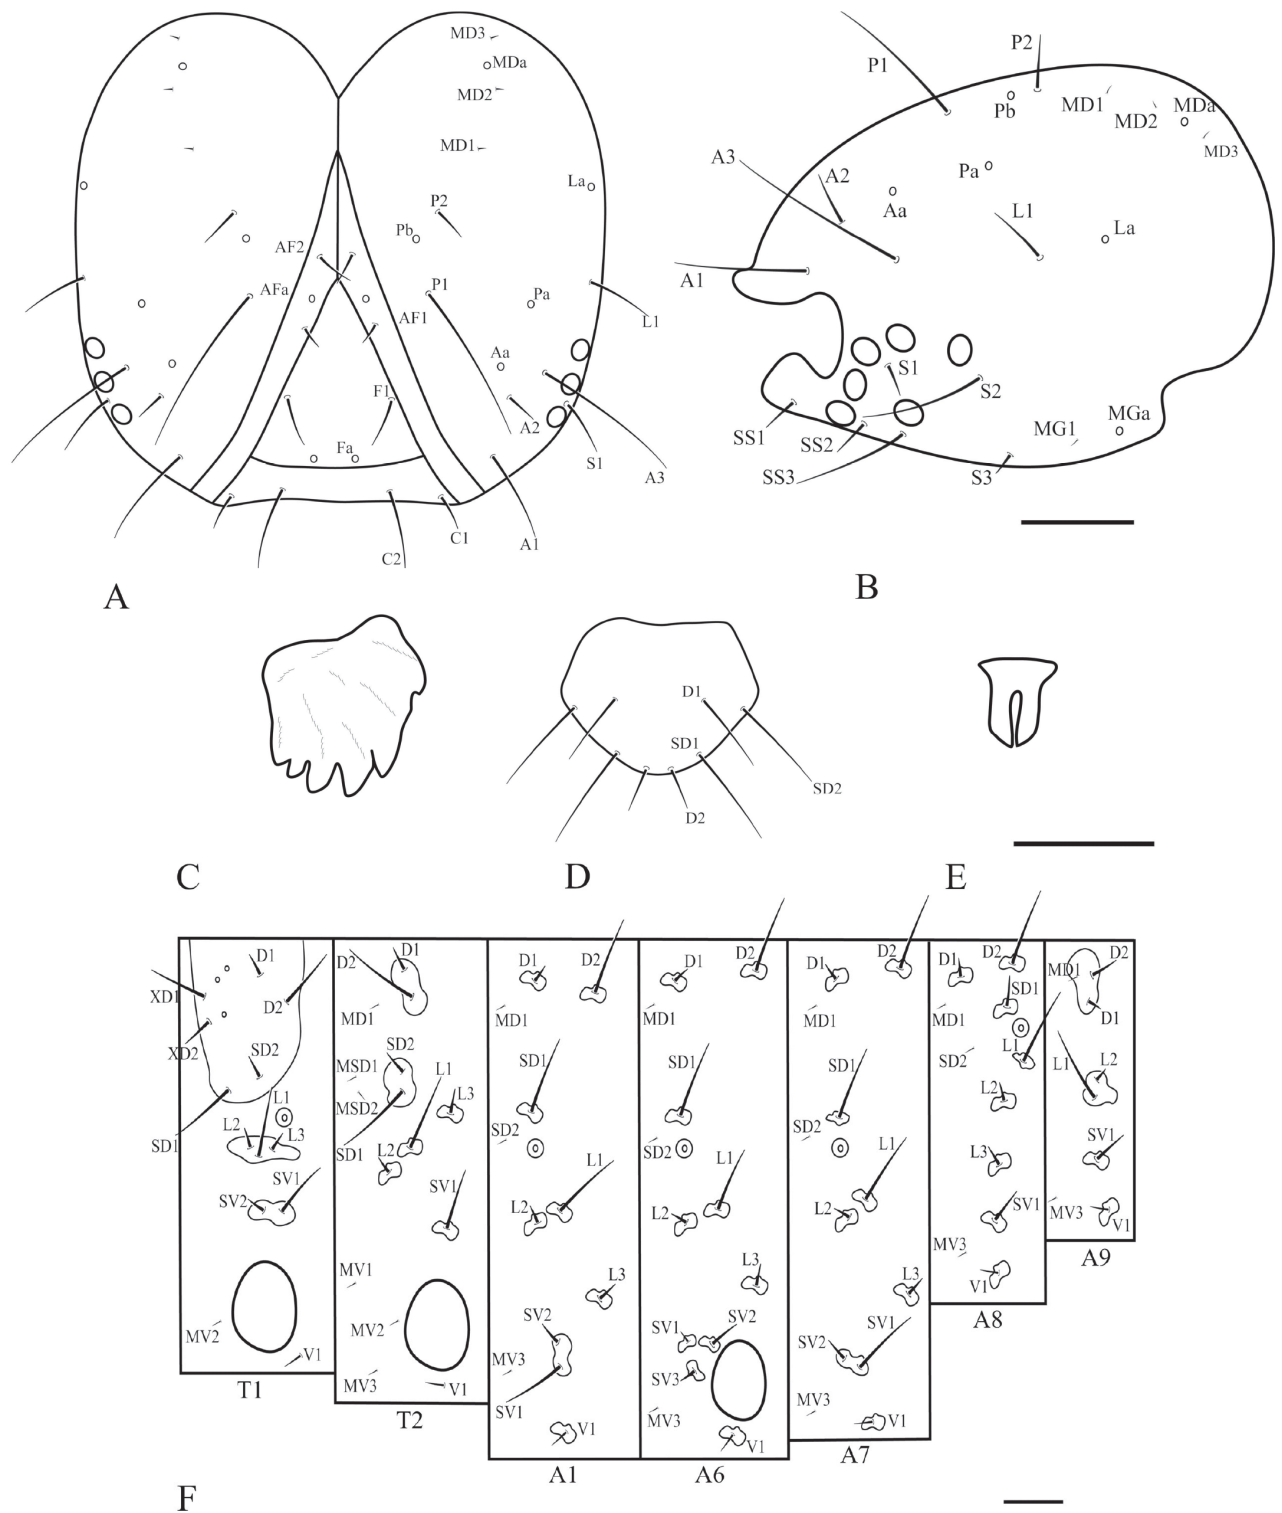 MD3
MDa
MD2
MD1
La
P2
Pb
AF2
AFa
P1
Pa
AF1
L1
Aa
F1
A2
Fa
S1
A3
C1
A1
C2
A
P1
P2
Pb
MD1
MDa
MD2
MD3
A3
A2
Pa
Aa
L1
La
A1
S1
S2
SS1
SS2
MG1
MGa
SS3
S3
B
C
D1
SD1
SD2
D2
D
E
D1
XD1
D2
XD2
SD2
L1
L2
L3
SD1
SV1
SV2
MV2
V1
T1
D1
D2
MD1
SD2
MSD1
L1
MSD2
L3
SD1
L2
SV1
MV1
MV2
MV3
V1
T2
D1
D2
MD1
SD1
SD2
L1
L2
L3
SV2
MV3
SV1
V1
A1
D1
D2
MD1
SD1
SD2
L1
L2
L3
SV1
SV2
SV3
MV3
V1
A6
D1
D2
MD1
SD1
SD2
L1
L2
L3
SV1
SV2
MV3
V1
A7
D1
D2
SD1
MD1
L1
SD2
L2
L3
SV1
MV3
V1
A8
D2
MD1
D1
L1
L2
SV1
MV3
V1
A9
F